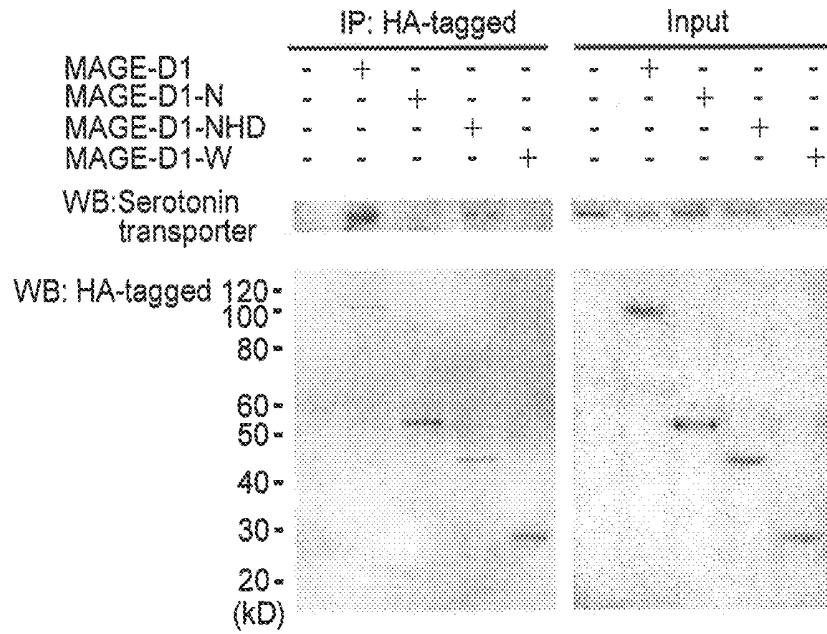 IP: HA-tagged Input
MAGE-D1 - + - - - - + - - -
MAGE-D1-N - - + - - - - + - -
MAGE-D1-NHD - - - + - - - - + -
MAGE-D1-W - - - - + - - - - +
WB:Serotonin
transporter
WB: HA-tagged 120-
100-
80-
60-
50-
40-
30-
20-
(kD)